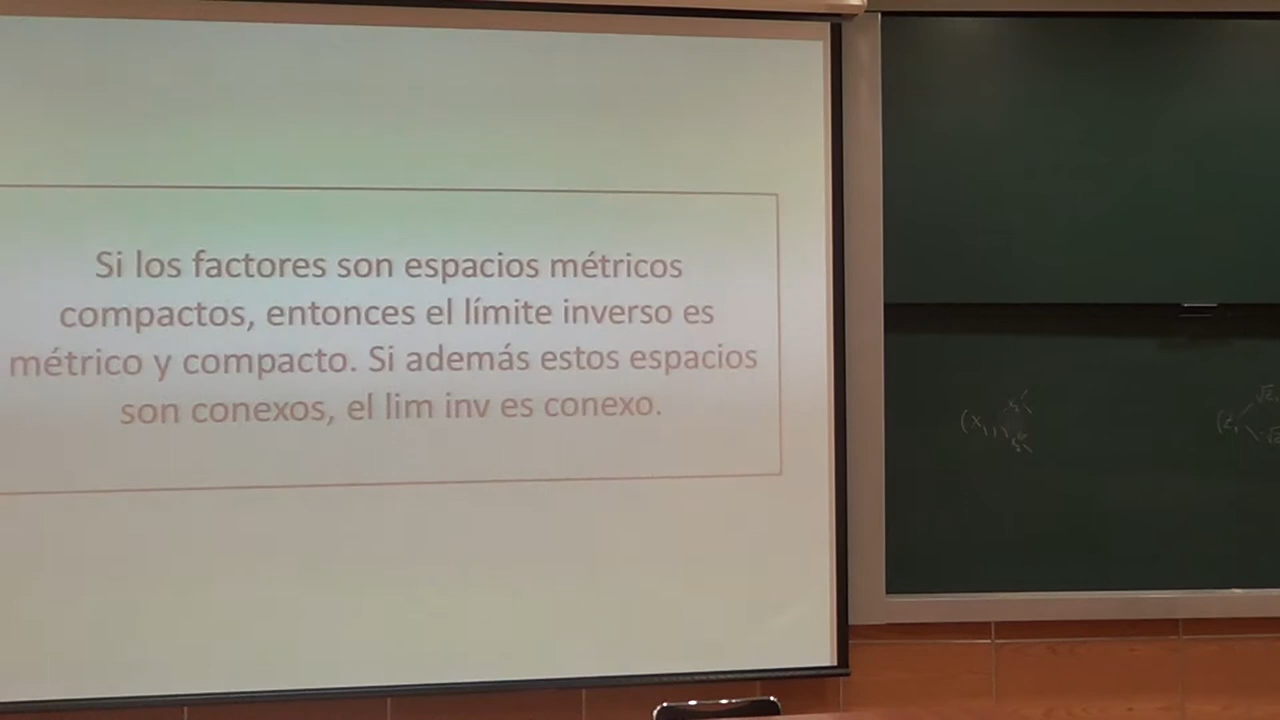 Si los factores son espacios métricos
compactos, entonces el límite inverso es
métrico y compacto. Si además estos espacios
son conexos, el lim inv es conexo.